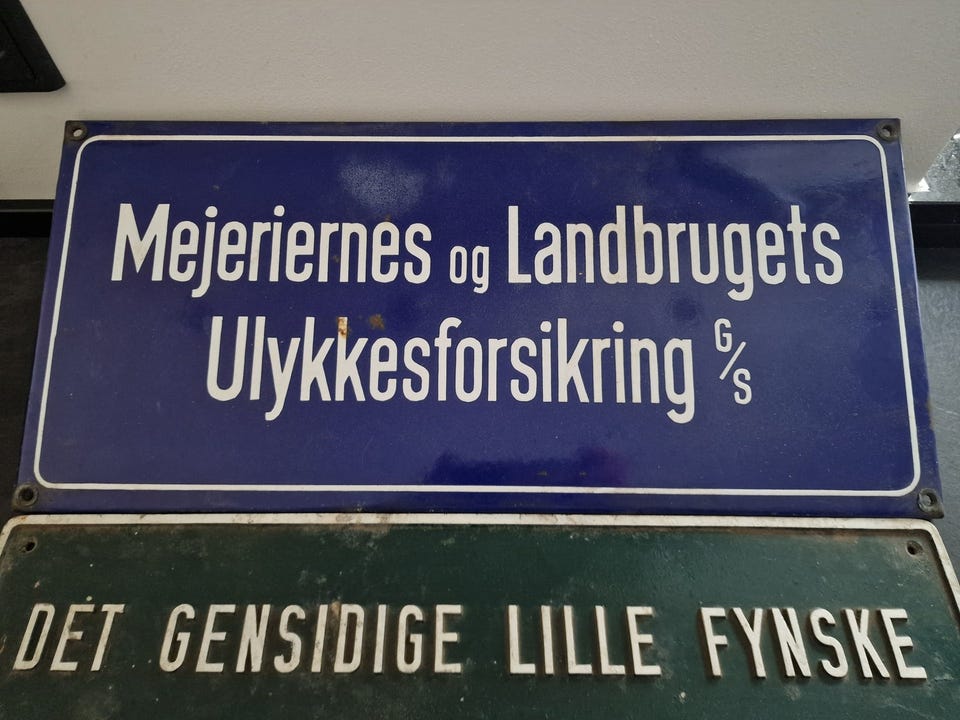 Mejeriernes og Landbrugets
Ulykkesforsikring G/S
DET GENSIDIGE LILLE FYNSKE